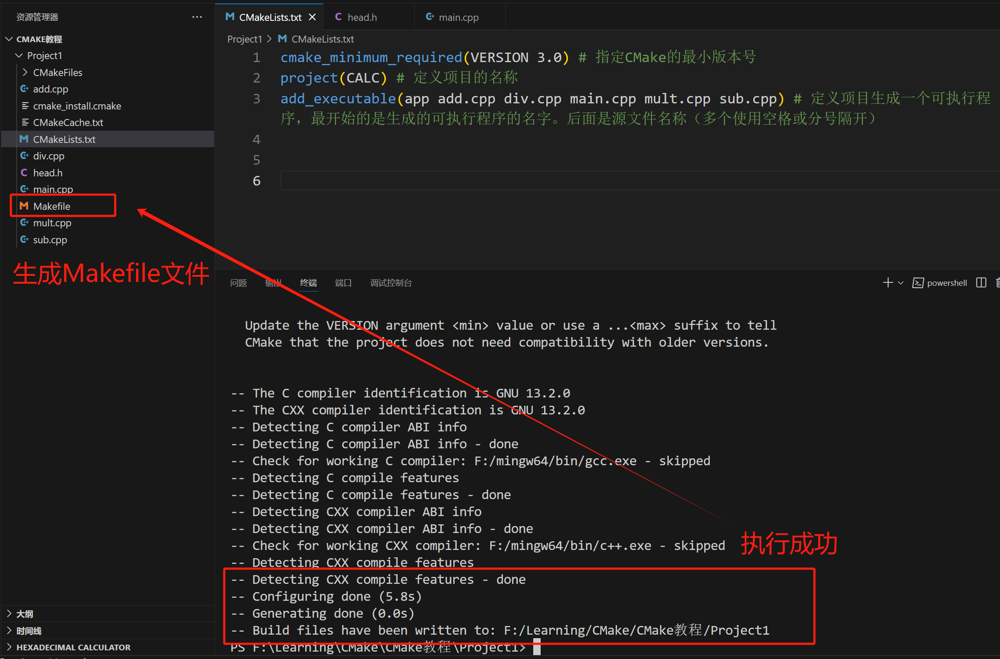 资源管理器
CMAKE教程
Project1
CMakeFiles
add.cpp
cmake_install.cmake
CMakeCache.txt
CMakeLists.txt
div.cpp
head.h
main.cpp
Makefile
mult.cpp
sub.cpp
生成Makefile文件
大纲
时间线
HEXADECIMAL CALCULATOR
CMakeLists.txt head.h main.cpp
Project1 > CMakeLists.txt
1 cmake_minimum_required(VERSION 3.0) # 指定CMake的最小版本号
2 project(CALC) # 定义项目的名称
3 add_executable(app add.cpp div.cpp main.cpp mult.cpp sub.cpp) # 定义项目生成一个可执行程
序，最开始的是生成的可执行程序的名字。后面是源文件名称（多个使用空格或分号隔开）
4
5
6
问题 输出 终端 端口 调试控制台 powershell
Update the VERSION argument <min> value or use a ...<max> suffix to tell
CMake that the project does not need compatibility with older versions.
-- The C compiler identification is GNU 13.2.0
-- The CXX compiler identification is GNU 13.2.0
-- Detecting C compiler ABI info
-- Detecting C compiler ABI info - done
-- Check for working C compiler: F:/mingw64/bin/gcc.exe - skipped
-- Detecting C compile features
-- Detecting C compile features - done
-- Detecting CXX compiler ABI info
-- Detecting CXX compiler ABI info - done
-- Check for working CXX compiler: F:/mingw64/bin/c++.exe - skipped
执行成功
-- Detecting CXX compile features
-- Detecting CXX compile features - done
-- Configuring done (5.8s)
-- Generating done (0.0s)
-- Build files have been written to: F:/Learning/CMake/CMake教程/Project1
PS F:\Learning\CMake\CMake教程\Project1>